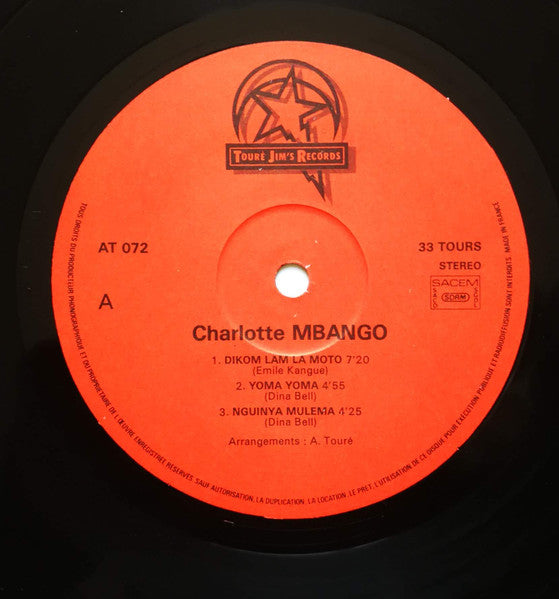 TOURÉ JIM'S RECORDS
AT 072
33 TOURS
STEREO
A
SACEM
SACD
SDRM
SGDL
Charlotte MBANGO
1. DIKOM LAM LA MOTO 7'20
(Emile Kangue)
2. YOMA YOMA 4'55
(Dina Bell)
3. NGUINYA MULEMA 4'25
(Dina Bell)
Arrangements : A. Touré
TOUS DROITS DU PRODUCTEUR PHONOGRAPHIQUE ET DU PROPRIETAIRE DE L'ŒUVRE ENREGISTREE RESERVES. SAUF AUTORISATION, LA DUPLICATION, LA LOCATION, LE PRET, L'UTILISATION DE CE DISQUE POUR EXECUTION PUBLIQUE ET RADIODIFFUSION SONT INTERDITS. MADE IN FRANCE.